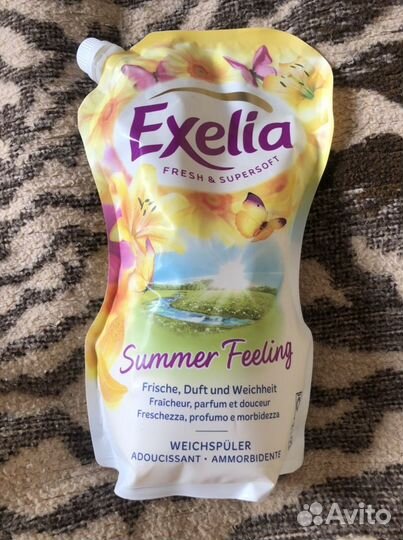 Exelia
FRESH & SUPERSOFT
Summer Feeling
Frische, Duft und Weichheit
Fraîcheur, parfum et douceur
Freschezza, profumo e morbidezza
WEICHSPÜLER
ADOUCISSANT · AMMORBIDENTE
Avito